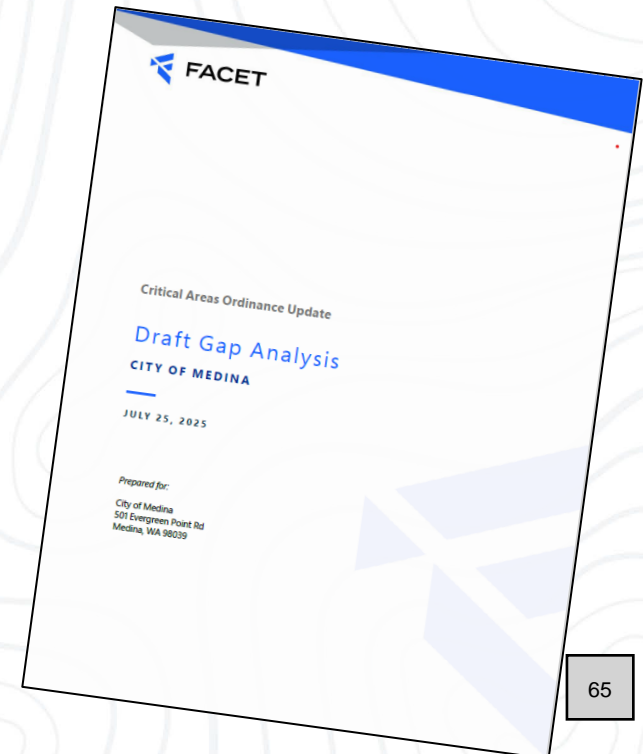 FACET
Critical Areas Ordinance Update
Draft Gap Analysis
CITY OF MEDINA
JULY 25, 2025
Prepared for:
City of Medina
501 Evergreen Point Rd
Medina, WA 98039
65